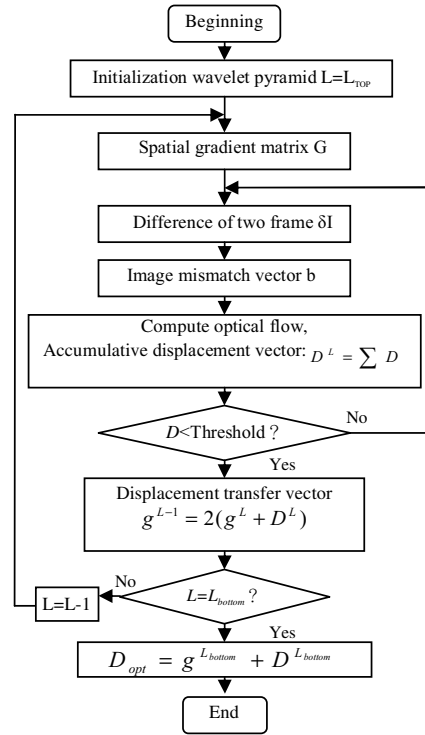 Beginning
Initialization wavelet pyramid L=L_TOP
Spatial gradient matrix G
Difference of two frame δI
Image mismatch vector b
Compute optical flow,
Accumulative displacement vector: D^L = ∑ D
D<Threshold？
No
Yes
Displacement transfer vector
g^{L-1} = 2(g^L + D^L)
No
L=L-1
L=L_bottom？
Yes
D_opt = g^{L_bottom} + D^{L_bottom}
End